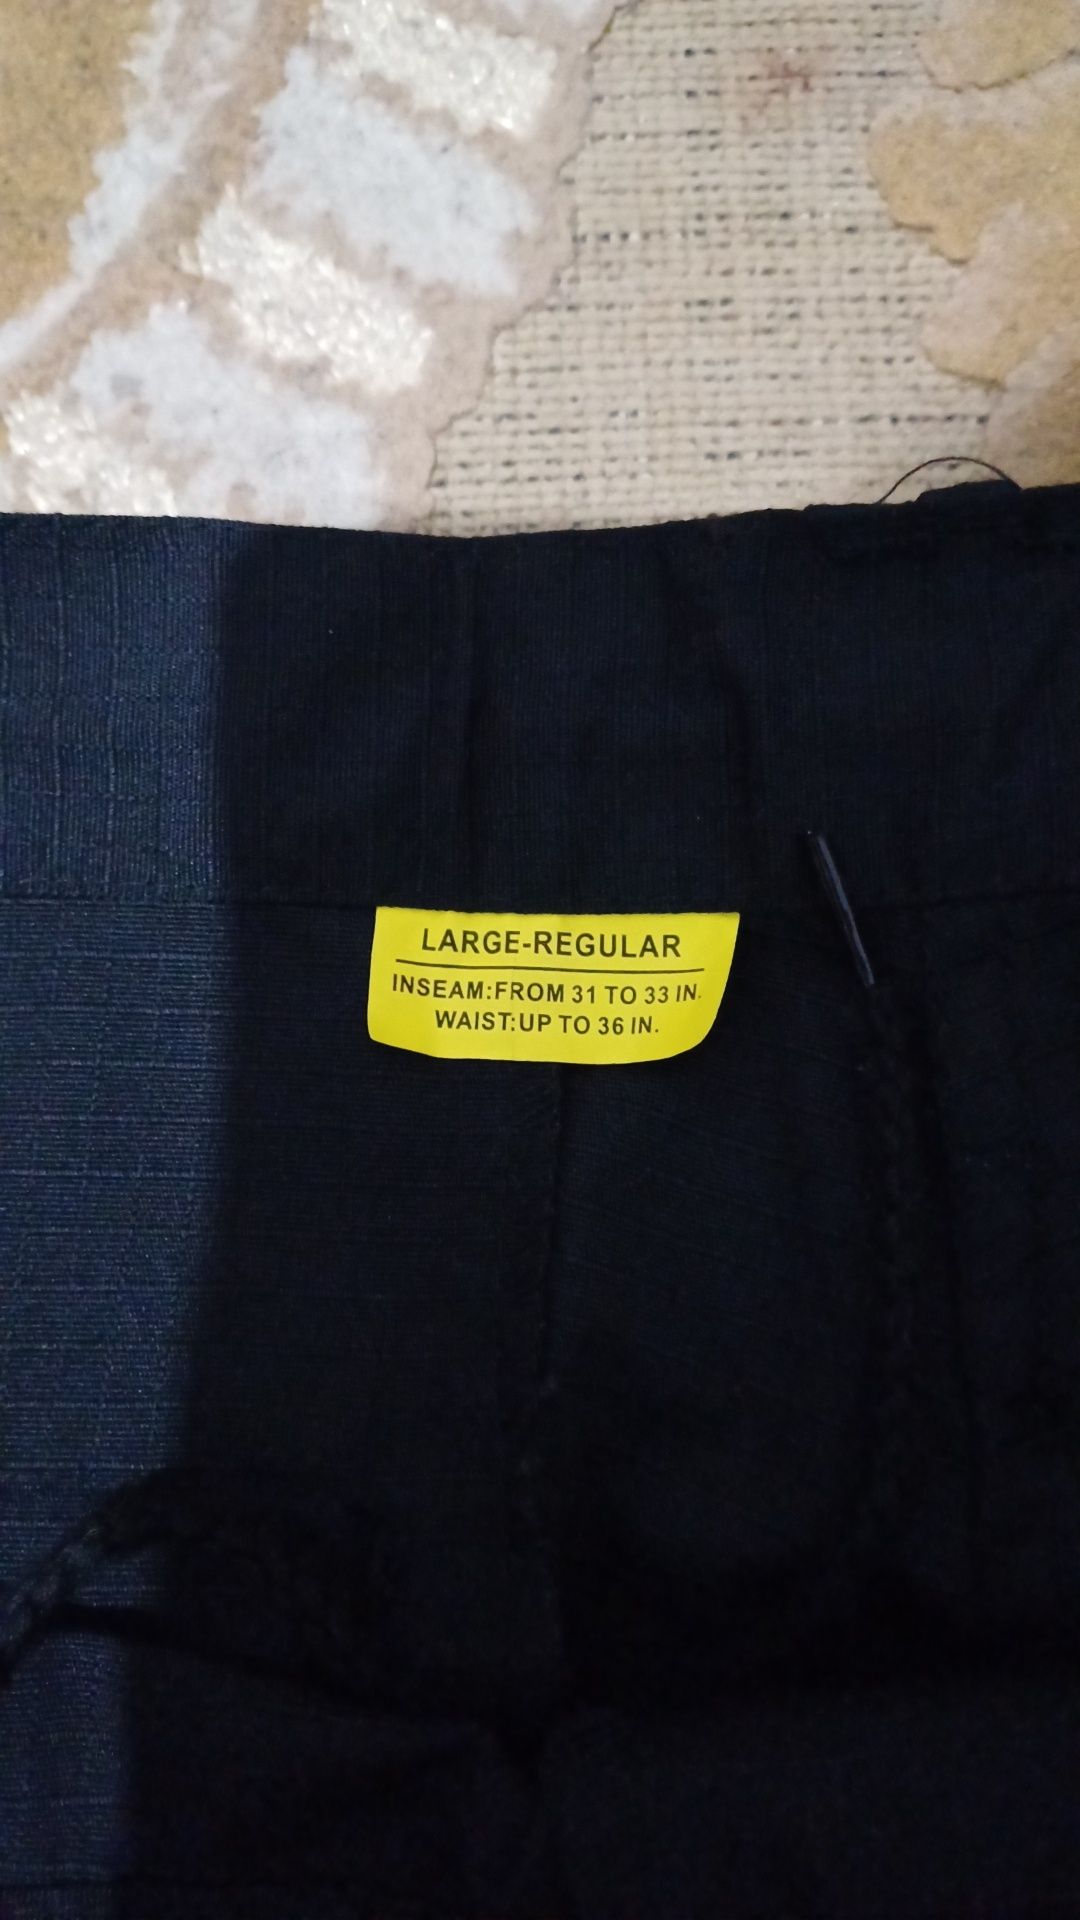 LARGE-REGULAR
INSEAM:FROM 31 TO 33 IN.
WAIST:UP TO 36 IN.